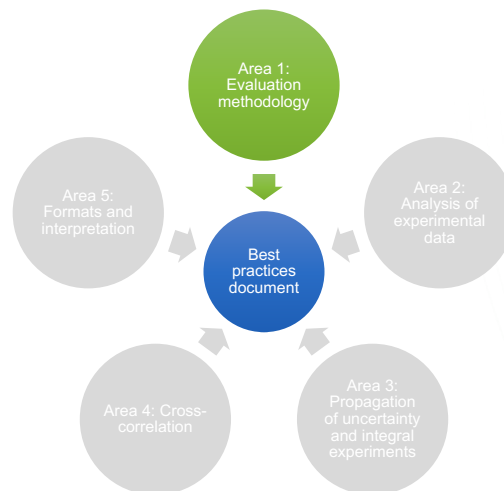 Area 1:
Evaluation
methodology
Area 5:
Formats and
interpretation
Area 2:
Analysis of
experimental
data
Best
practices
document
Area 4: Cross-
correlation
Area 3:
Propagation
of uncertainty
and integral
experiments